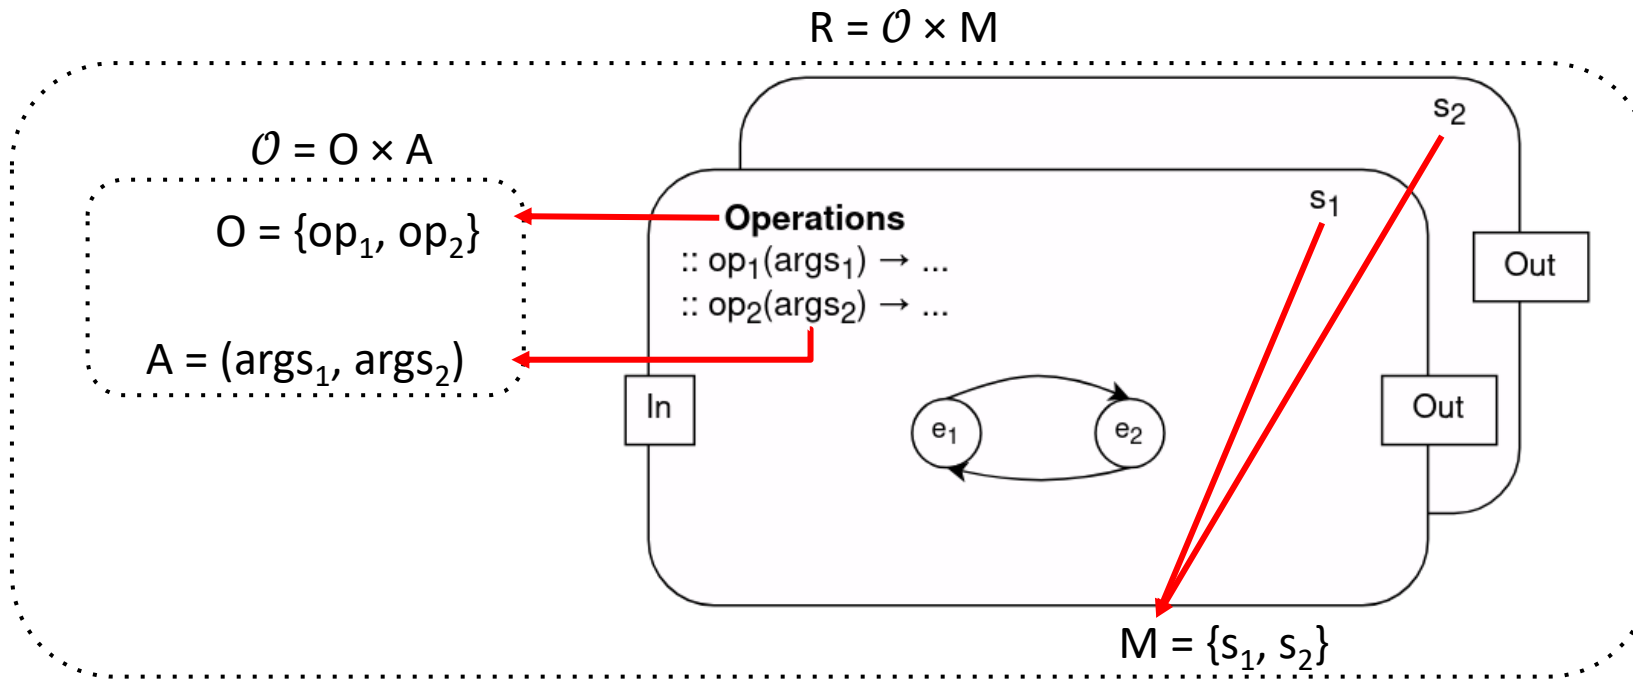 R = 𝒪 × M
s₂
𝒪 = O × A
O = {op₁, op₂}
A = (args₁, args₂)
s₁
Operations
:: op₁(args₁) → ...
:: op₂(args₂) → ...
Out
In
e₁
e₂
Out
M = {s₁, s₂}